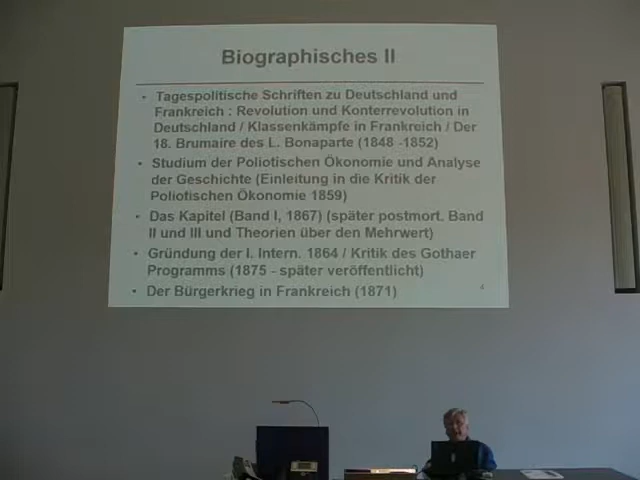 Biographisches II
• Tagespolitische Schriften zu Deutschland und
Frankreich : Revolution und Konterrevolution in
Deutschland / Klassenkämpfe in Frankreich / Der
18. Brumaire des L. Bonaparte (1848 -1852)
• Studium der Poliotischen Ökonomie und Analyse
der Geschichte (Einleitung in die Kritik der
Poliotischen Ökonomie 1859)
• Das Kapitel (Band I, 1867) (später postmort. Band
II und III und Theorien über den Mehrwert)
• Gründung der I. Intern. 1864 / Kritik des Gothaer
Programms (1875 - später veröffentlicht)
• Der Bürgerkrieg in Frankreich (1871)
4